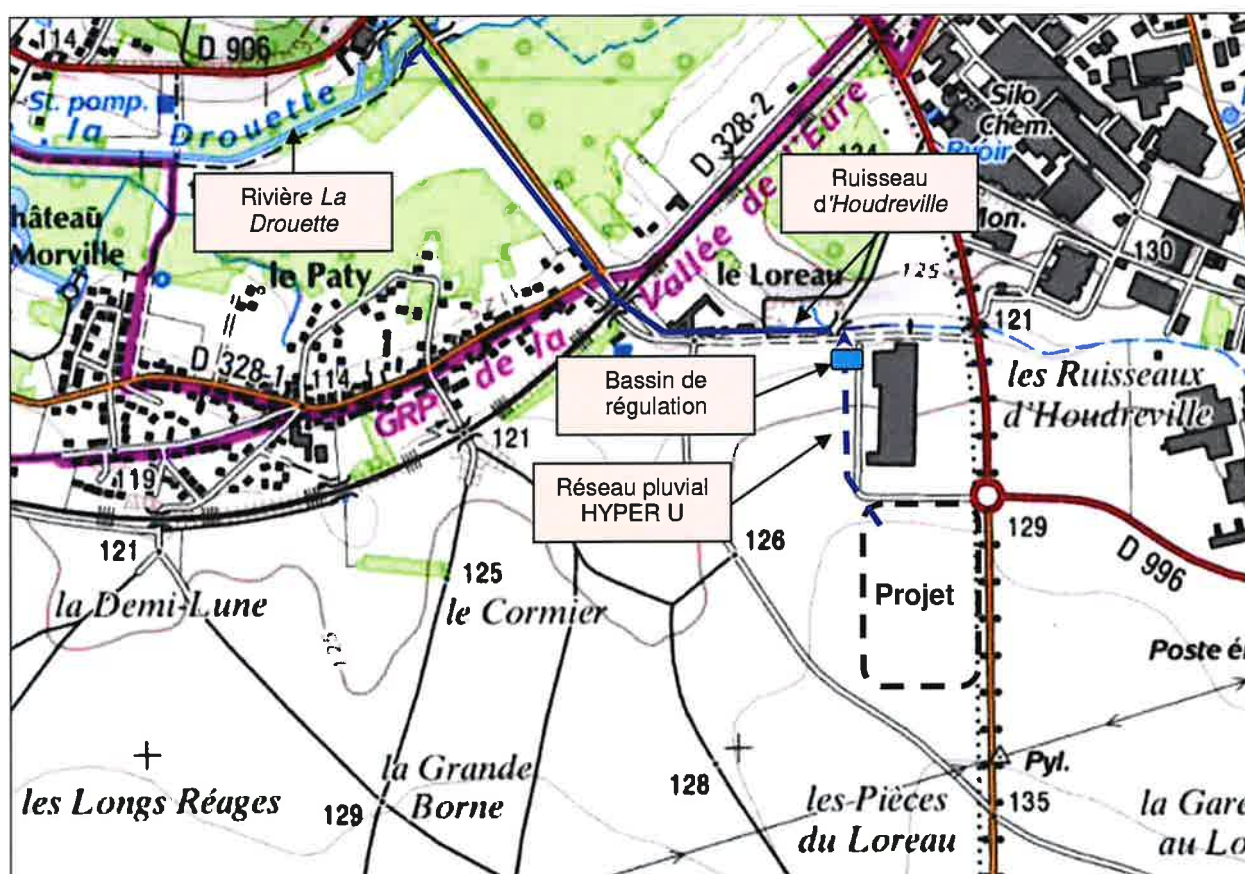 114
D 906
St. pomp.
la Drouette
D 328-2
Silo
Chem.
Rivière La
Drouette
Ruisseau
d'Houdreville
Mon.
130
hâteau
Morville
le Paty
GRP de la Vallée de l'Eure
le Loreau
125
121
D 328-1
114
Bassin de
régulation
les Ruisseaux
d'Houdreville
121
119
Réseau pluvial
HYPER U
121
126
129
D 996
125
la Demi-Lune
le Cormier
Projet
125
Poste él
Pyl.
les Longs Réages
129
la Grande
Borne
128
les Pièces
du Loreau
135
la Gare
au Lo